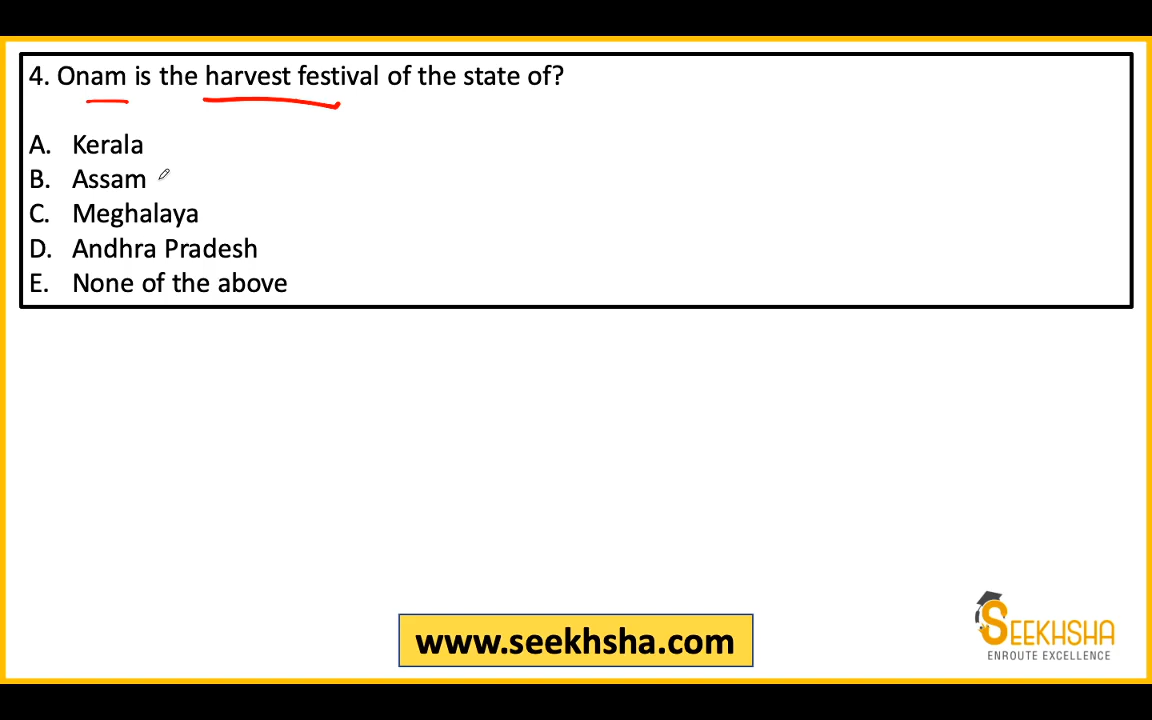 4. Onam is the harvest festival of the state of?
A. Kerala
B. Assam
C. Meghalaya
D. Andhra Pradesh
E. None of the above
www.seekhsha.com
SEEKHSHA
ENROUTE EXCELLENCE